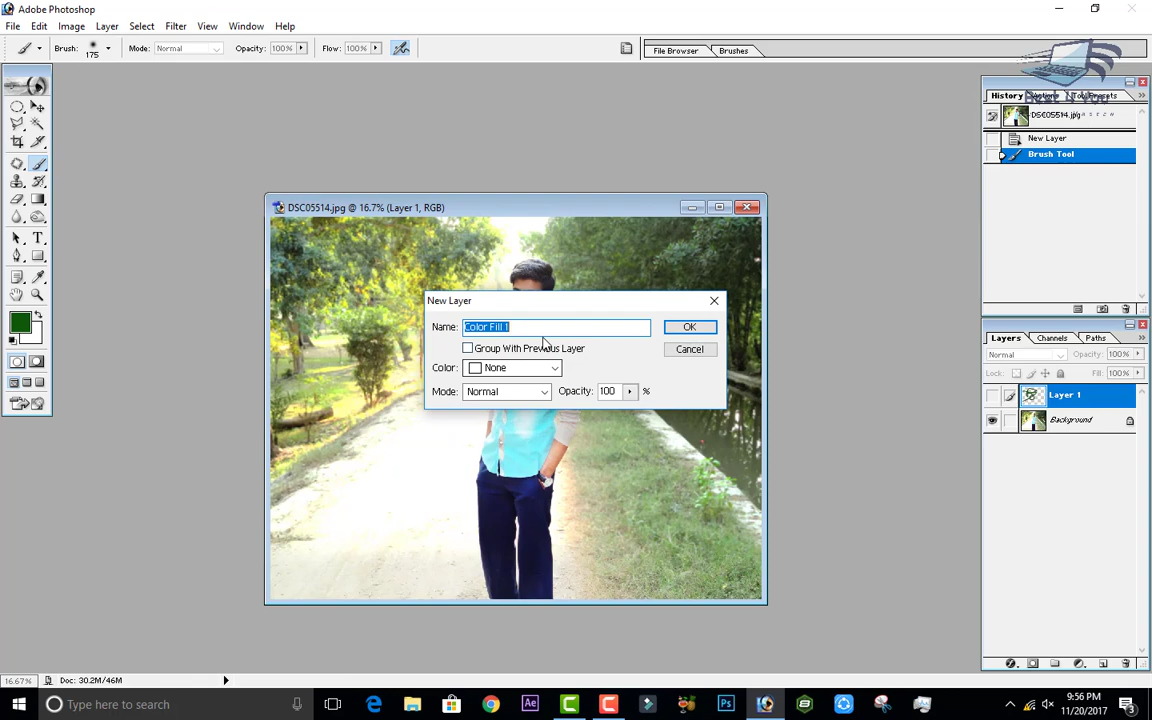 Adobe Photoshop
File Edit Image Layer Select Filter View Window Help
Brush: 175 Mode: Normal Opacity: 100% Flow: 100% File Browser Brushes
Best 4 You
History Actions Tool Presets
DSC05514.jpg
New Layer
Brush Tool
DSC05514.jpg @ 16.7% (Layer 1, RGB)
New Layer
Name: Color Fill 1 OK
Group With Previous Layer Cancel
Color: None
Mode: Normal Opacity: 100 %
Layers Channels Paths
Normal Opacity: 100%
Lock: Fill: 100%
Layer 1
Background
16.67% Doc: 30.2M/46M
Type here to search
9:56 PM
11/20/2017
3